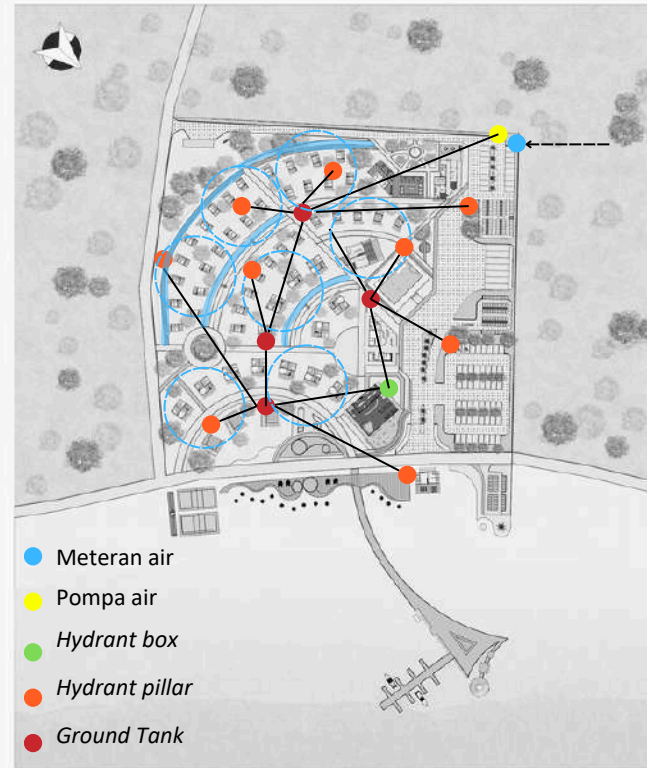 Meteran air
Pompa air
Hydrant box
Hydrant pillar
Ground Tank